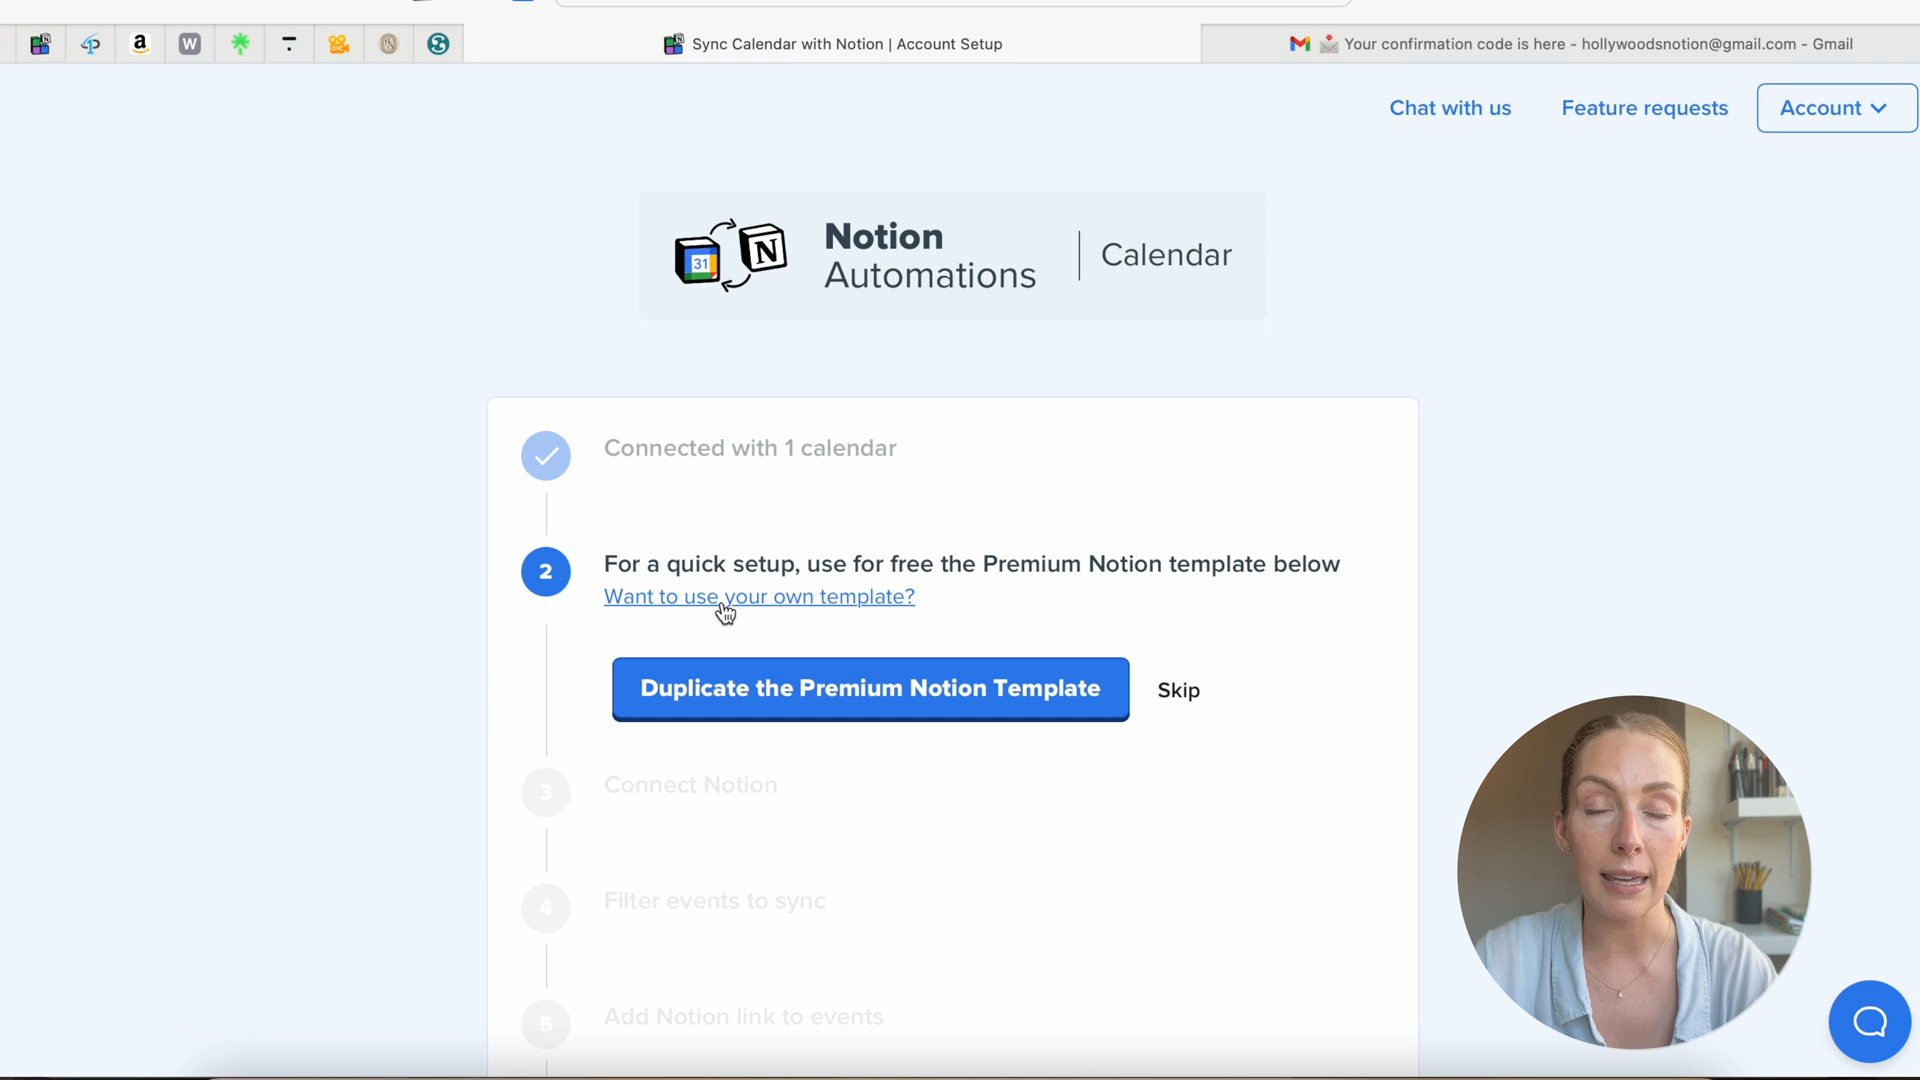 W
Sync Calendar with Notion | Account Setup
Your confirmation code is here - hollywoodsnotion@gmail.com - Gmail
Chat with us
Feature requests
Account
31
N
Notion
Automations
Calendar
Connected with 1 calendar
2
For a quick setup, use for free the Premium Notion template below
Want to use your own template?
Duplicate the Premium Notion Template
Skip
3
Connect Notion
4
Filter events to sync
5
Add Notion link to events